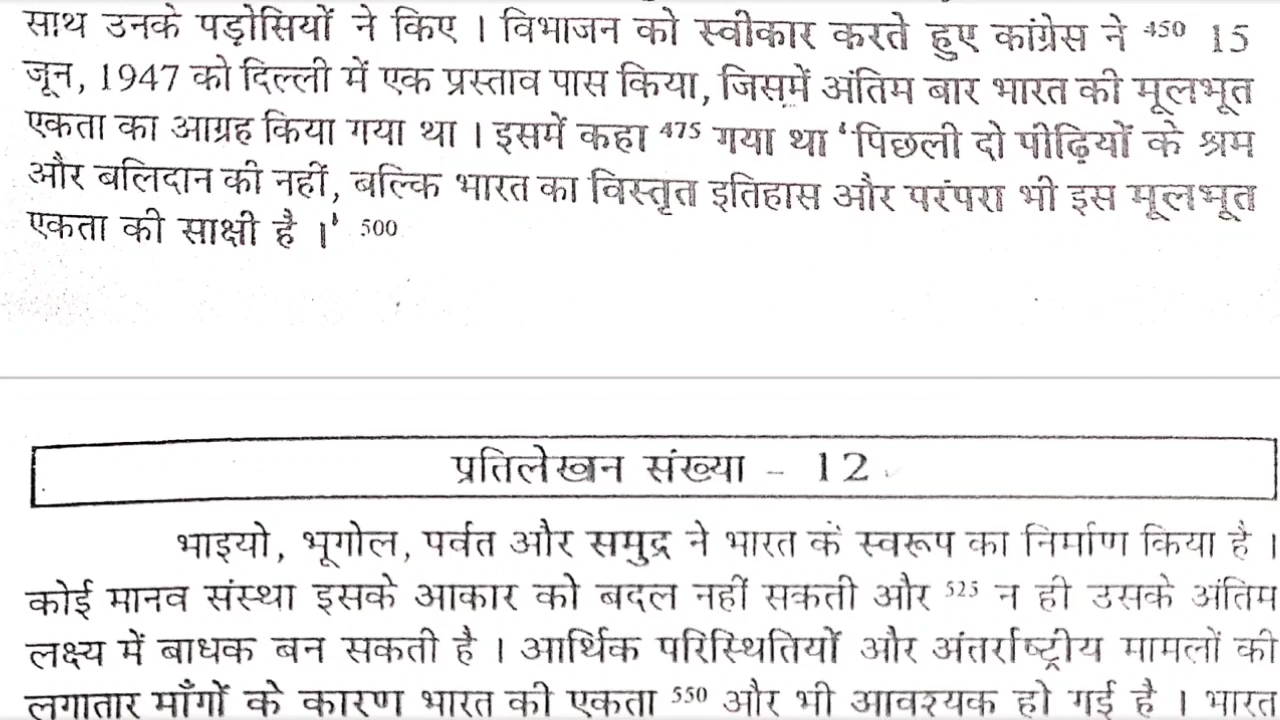 साथ उनके पड़ोसियों ने किए । विभाजन को स्वीकार करते हुए कांग्रेस ने 450 15
जून, 1947 को दिल्ली में एक प्रस्ताव पास किया, जिसमें अंतिम बार भारत की मूलभूत
एकता का आग्रह किया गया था । इसमें कहा 475 गया था ‘पिछली दो पीढ़ियों के श्रम
और बलिदान की नहीं, बल्कि भारत का विस्तृत इतिहास और परंपरा भी इस मूलभूत
एकता की साक्षी है ।’ 500
प्रतिलेखन संख्या - 12
भाइयो, भूगोल, पर्वत और समुद्र ने भारत के स्वरूप का निर्माण किया है ।
कोई मानव संस्था इसके आकार को बदल नहीं सकती और 525 न ही उसके अंतिम
लक्ष्य में बाधक बन सकती है । आर्थिक परिस्थितियों और अंतर्राष्ट्रीय मामलों की
लगातार माँगों के कारण भारत की एकता 550 और भी आवश्यक हो गई है । भारत